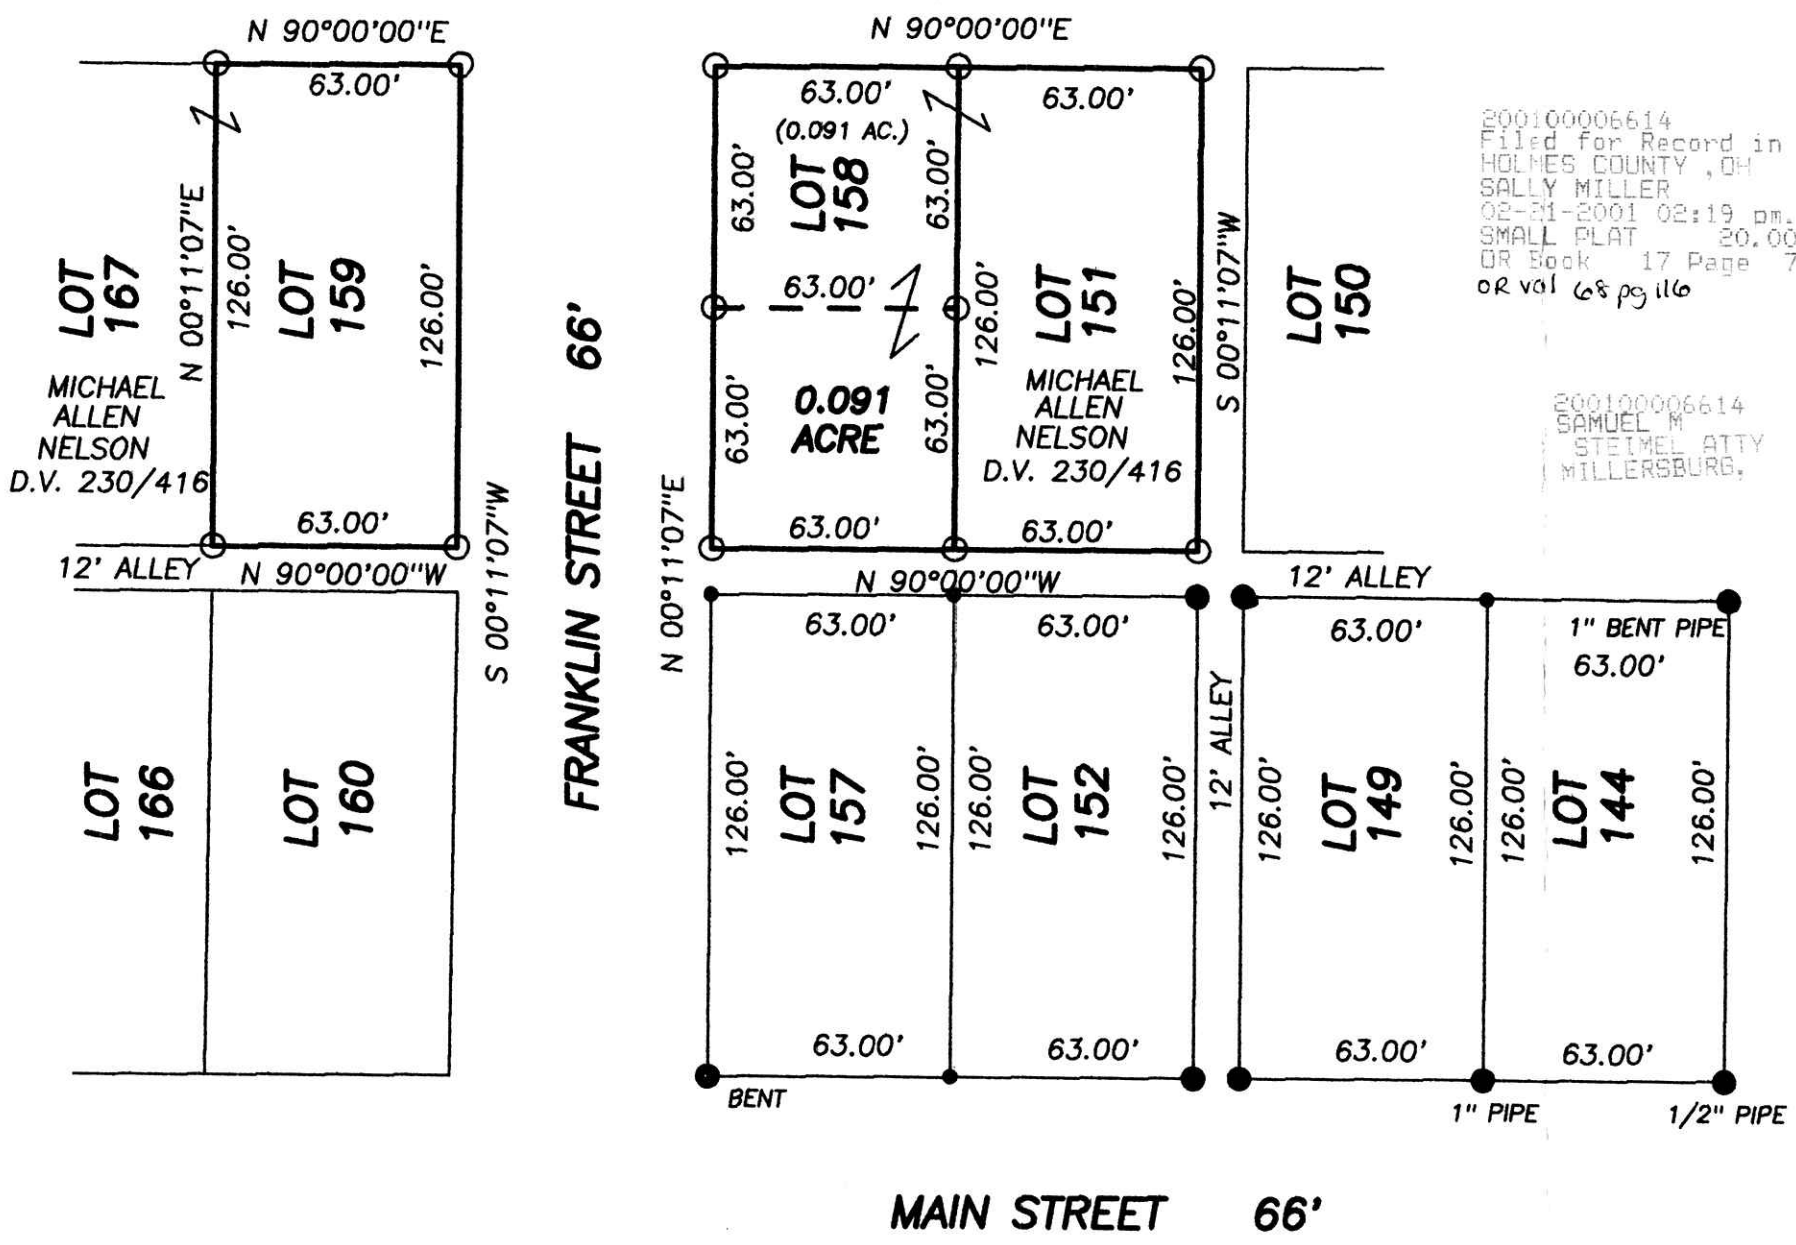 N 90°00'00"E
63.00'
N 00°11'07"E
126.00'
LOT
159
126.00'
LOT
167
MICHAEL
ALLEN
NELSON
D.V. 230/416
63.00'
12' ALLEY
N 90°00'00"W
S 00°11'07"W
LOT
166
LOT
160
FRANKLIN STREET 66'
N 90°00'00"E
63.00'
(0.091 AC.)
63.00'
LOT
158
63.00'
63.00'
63.00'
0.091
ACRE
63.00'
63.00'
N 00°11'07"E
63.00'
126.00'
LOT
151
126.00'
MICHAEL
ALLEN
NELSON
D.V. 230/416
63.00'
S 00°11'07"W
LOT
150
200100006614
Filed for Record in
HOLMES COUNTY , OH
SALLY MILLER
02-21-2001 02:19 pm.
SMALL PLAT 20.00
OR Book 17 Page 7
OR Vol 68 pg 116
200100006614
SAMUEL M
STEIMEL ATTY
MILLERSBURG,
N 90°00'00"W
63.00'
63.00'
126.00'
LOT
157
126.00'
126.00'
LOT
152
126.00'
63.00'
63.00'
BENT
12' ALLEY
12' ALLEY
63.00'
1" BENT PIPE
63.00'
126.00'
LOT
149
126.00'
126.00'
LOT
144
126.00'
63.00'
63.00'
1" PIPE
1/2" PIPE
MAIN STREET 66'